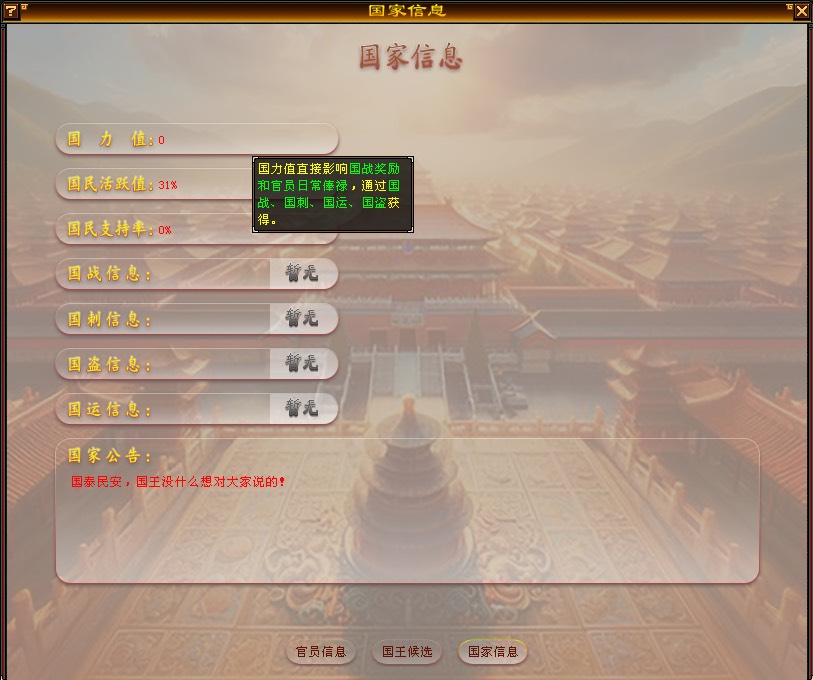 国家信息
国家信息
国 力 值: 0
国力值直接影响国战奖励
和官员日常俸禄，通过国
战、国刺、国运、国盗获
得。
国民活跃值: 31%
国民支持率: 0%
国战信息: 暂无
国刺信息: 暂无
国盗信息: 暂无
国运信息: 暂无
国家公告:
国泰民安，国王没什么想对大家说的!
官员信息 国王候选 国家信息